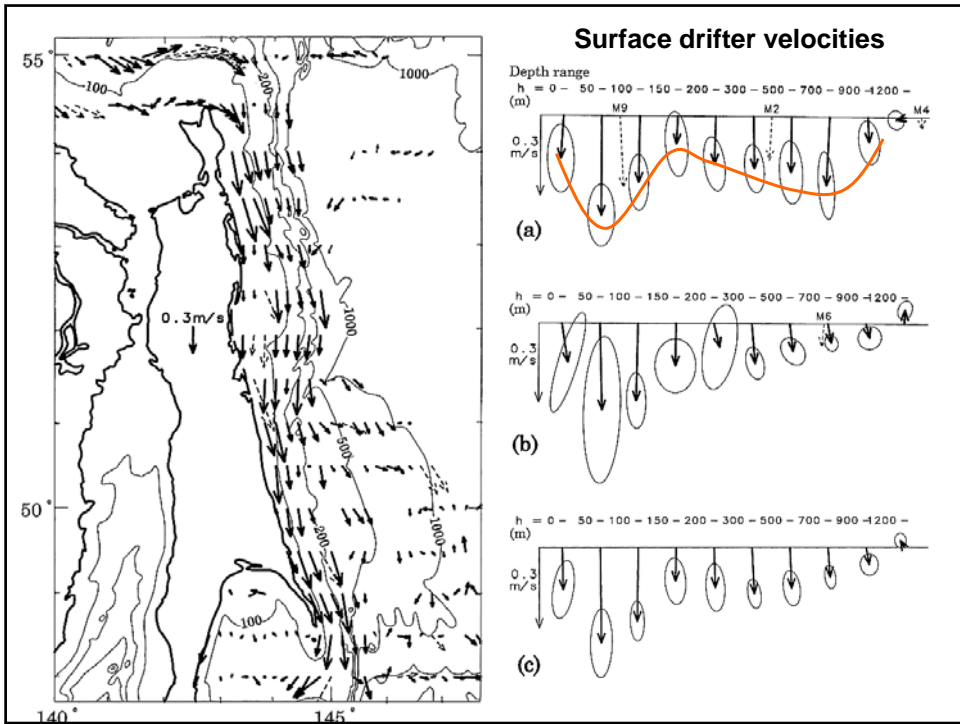 Surface drifter velocities
55°
50°
140°
145°
100
200
1000
1000
0.3m/s
500
200
1000
100
Depth range
h = 0 - 50 - 100 - 150 - 200 - 300 - 500 - 700 - 900 - 1200 -
(m)
M9
M2
M4
0.3
m/s
(a)
h = 0 - 50 - 100 - 150 - 200 - 300 - 500 - 700 - 900 - 1200 -
(m)
M6
0.3
m/s
(b)
h = 0 - 50 - 100 - 150 - 200 - 300 - 500 - 700 - 900 - 1200 -
(m)
0.3
m/s
(c)